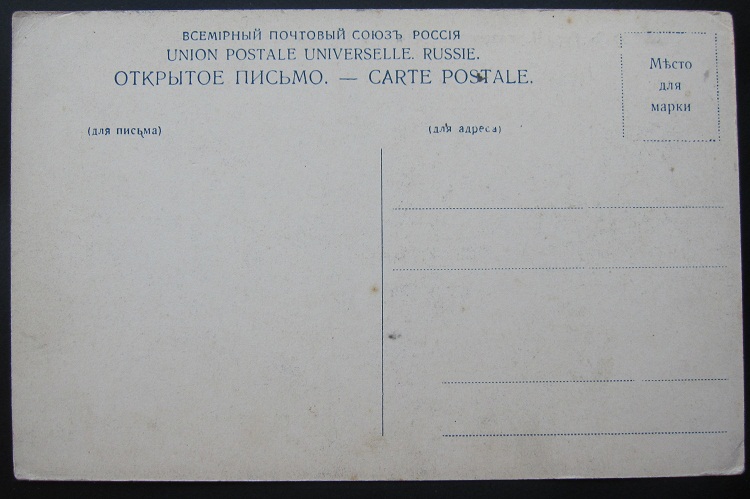 ВСЕМІРНЫЙ ПОЧТОВЫЙ СОЮЗЪ РОССІЯ
UNION POSTALE UNIVERSELLE. RUSSIE.
ОТКРЫТОЕ ПИСЬМО. — CARTE POSTALE.
Мѣсто
для
марки
(для письма)
(для адреса)